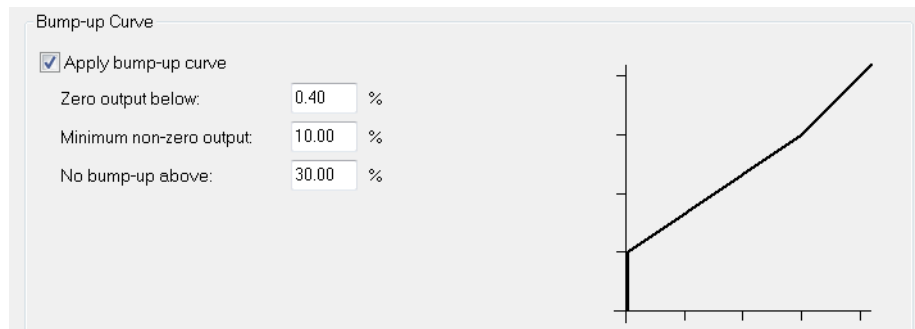 Bump-up Curve
Apply bump-up curve
Zero output below: 0.40 %
Minimum non-zero output: 10.00 %
No bump-up above: 30.00 %